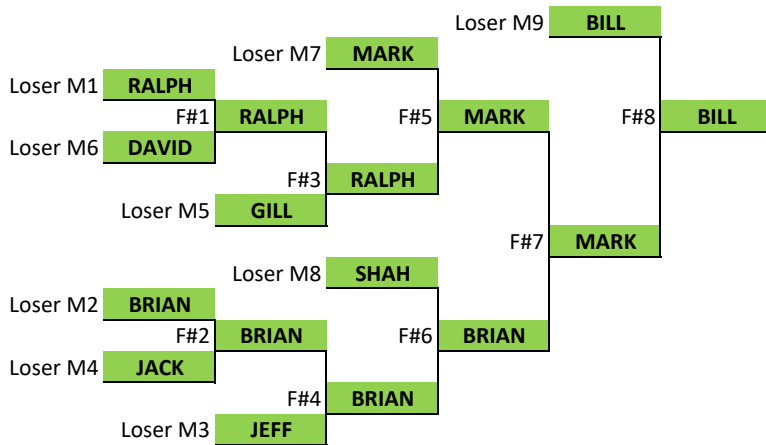 Loser M9 BILL
Loser M7 MARK
Loser M1 RALPH
F#1 RALPH F#5 MARK F#8 BILL
Loser M6 DAVID
F#3 RALPH
Loser M5 GILL
F#7 MARK
Loser M8 SHAH
Loser M2 BRIAN
F#2 BRIAN F#6 BRIAN
Loser M4 JACK
F#4 BRIAN
Loser M3 JEFF